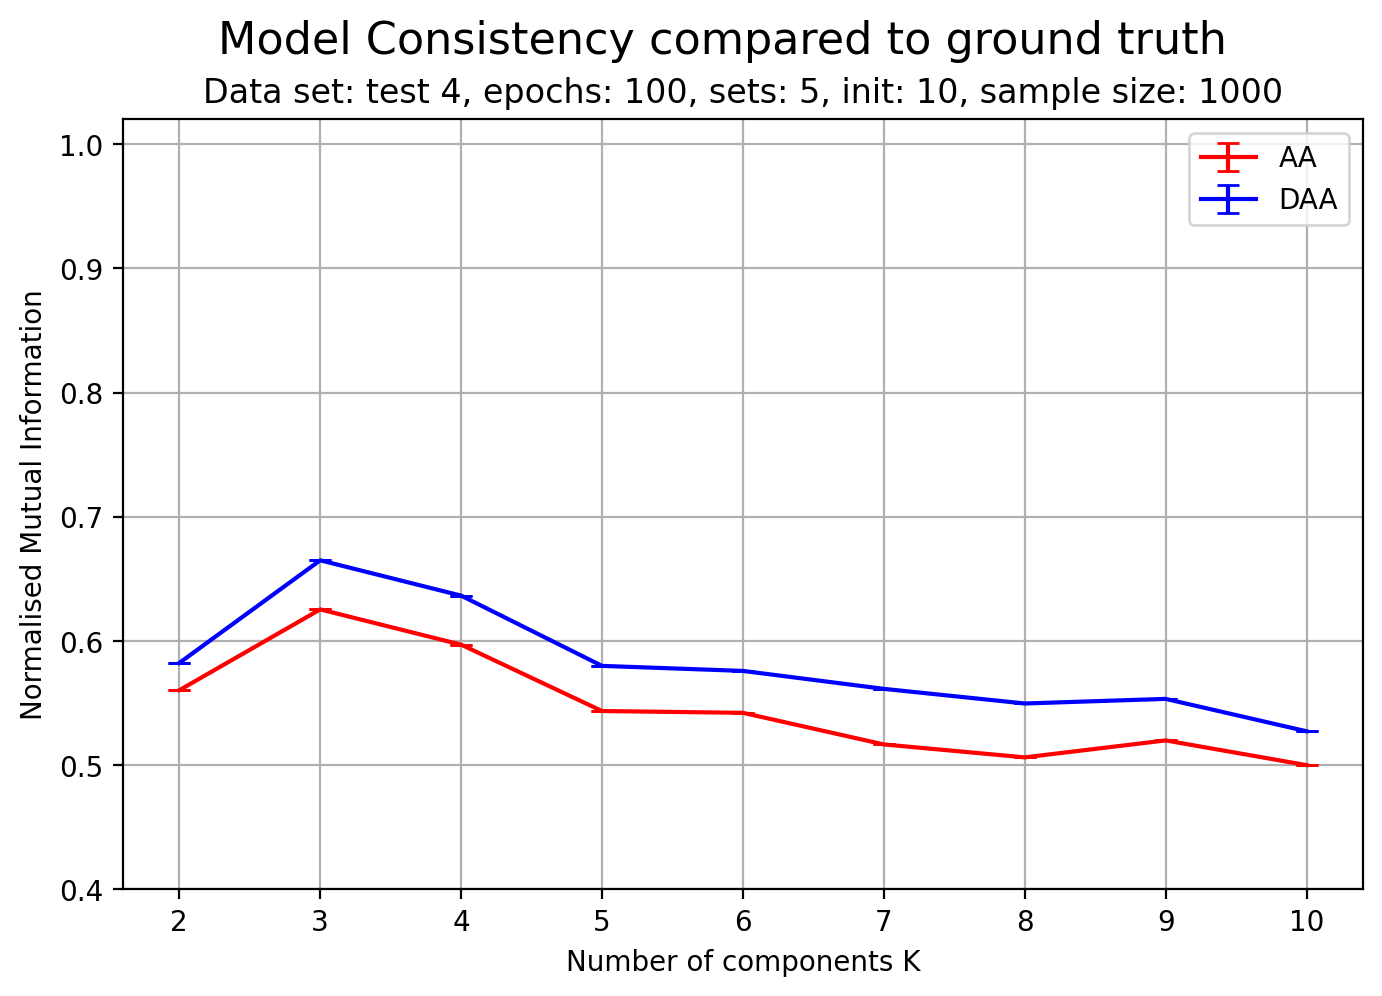 Model Consistency compared to ground truth
Data set: test 4, epochs: 100, sets: 5, init: 10, sample size: 1000
1.0
0.9
0.8
0.7
0.6
0.5
0.4
Normalised Mutual Information
AA
DAA
2 3 4 5 6 7 8 9 10
Number of components K